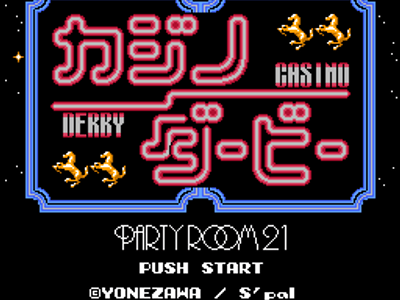 カジノ
CASINO
DERBY
ダービー
PARTY ROOM 21
PUSH START
©YONEZAWA / S'pal